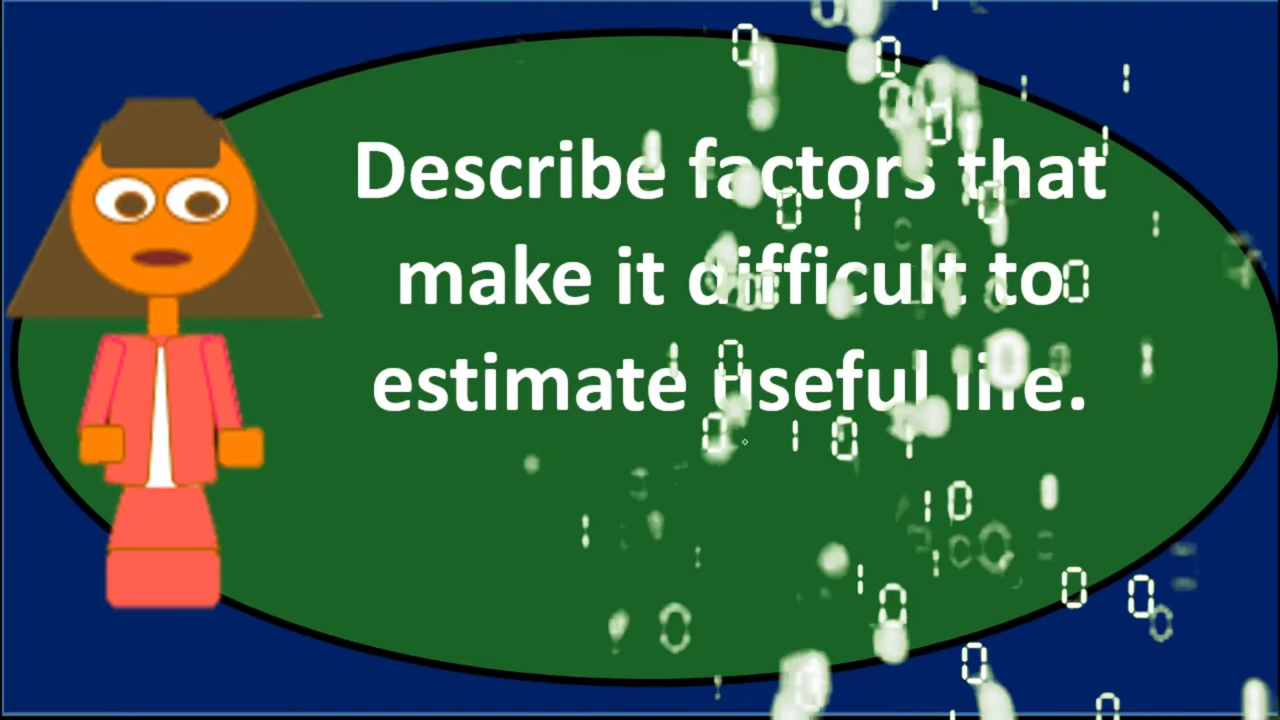 Describe factors that
make it difficult to
estimate useful life.